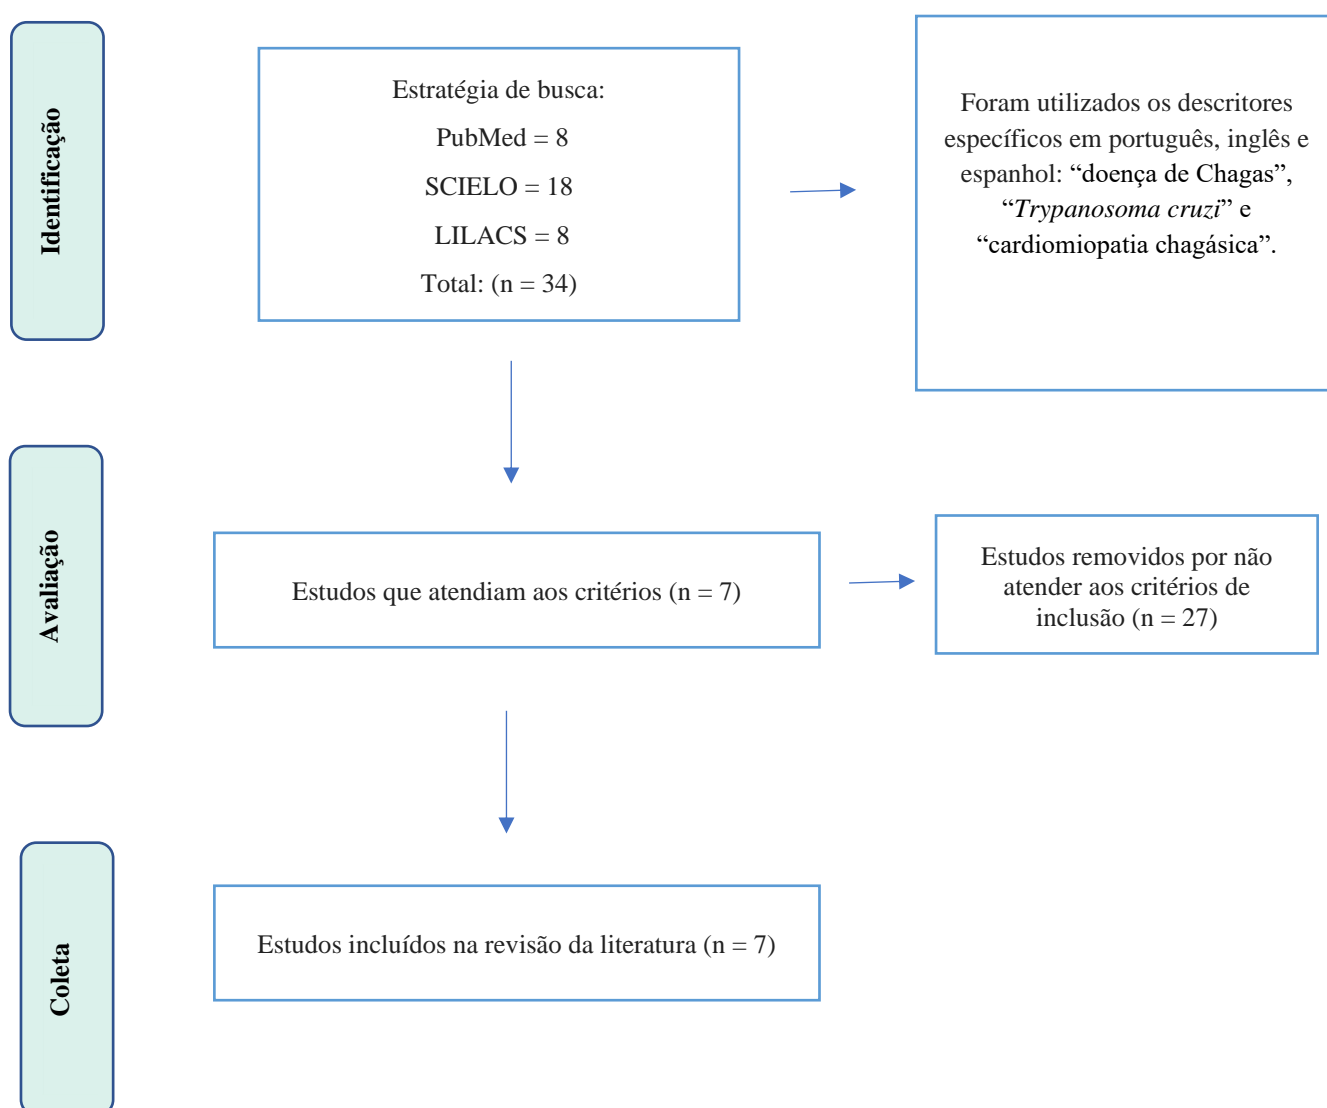 Identificação
Estratégia de busca:
PubMed = 8
SCIELO = 18
LILACS = 8
Total: (n = 34)
Foram utilizados os descritores
específicos em português, inglês e
espanhol: “doença de Chagas”,
“Trypanosoma cruzi” e
“cardiomiopatia chagásica”.
Avaliação
Estudos que atendiam aos critérios (n = 7)
Estudos removidos por não
atender aos critérios de
inclusão (n = 27)
Coleta
Estudos incluídos na revisão da literatura (n = 7)